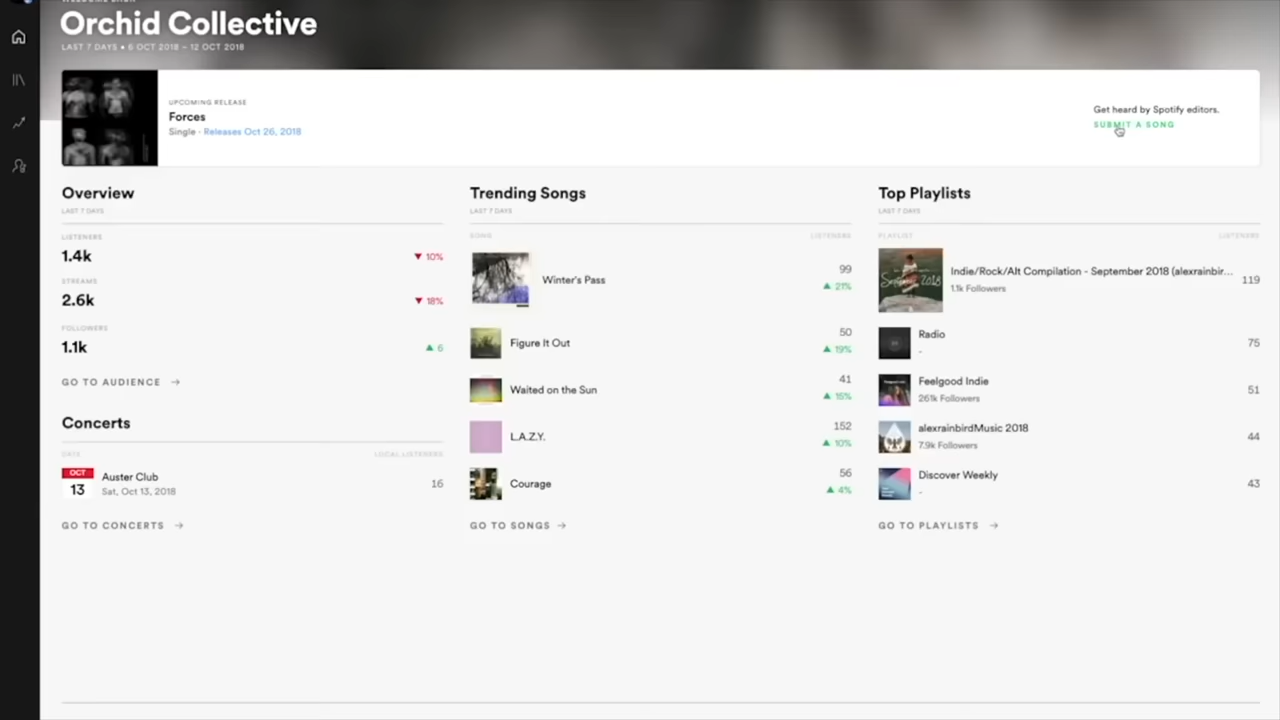 WELCOME BACK
Orchid Collective
LAST 7 DAYS • 6 OCT 2018 – 12 OCT 2018
UPCOMING RELEASE
Forces
Single · Releases Oct 26, 2018
Get heard by Spotify editors.
SUBMIT A SONG
Overview
LAST 7 DAYS
LISTENERS
1.4k
10%
STREAMS
2.6k
18%
FOLLOWERS
1.1k
6
GO TO AUDIENCE →
Concerts
DATE
LOCAL LISTENERS
OCT
13
Auster Club
Sat, Oct 13, 2018
16
GO TO CONCERTS →
Trending Songs
LAST 7 DAYS
SONG
LISTENERS
Winter's Pass
99
21%
Figure It Out
50
19%
Waited on the Sun
41
15%
L.A.Z.Y.
152
10%
Courage
56
4%
GO TO SONGS →
Top Playlists
LAST 7 DAYS
PLAYLIST
LISTENERS
Indie/Rock/Alt Compilation - September 2018 (alexrainbir...
1.1k Followers
119
Radio
-
75
Feelgood Indie
261k Followers
51
alexrainbirdMusic 2018
7.9k Followers
44
Discover Weekly
-
43
GO TO PLAYLISTS →